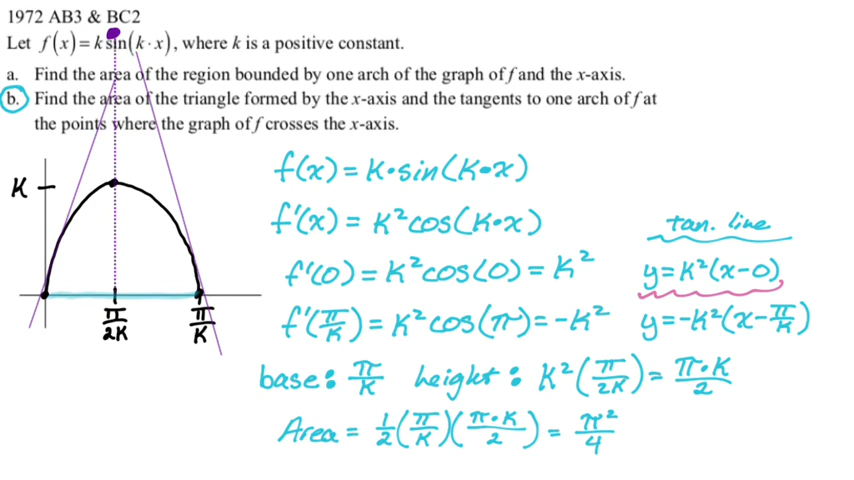 1972 AB3 & BC2
Let f(x) = k sin(k · x), where k is a positive constant.
a. Find the area of the region bounded by one arch of the graph of f and the x-axis.
b. Find the area of the triangle formed by the x-axis and the tangents to one arch of f at
the points where the graph of f crosses the x-axis.
K
π/2K
π/K
f(x) = K·sin(K·x)
f'(x) = K²cos(K·x)
tan. line
f'(0) = K²cos(0) = K²
y=K²(x-0)
f'(π/K) = K²cos(π) = -K²
y=-K²(x-π/K)
base: π/K height: K²(π/2K) = π·K/2
Area = 1/2(π/K)(π·K/2) = π²/4